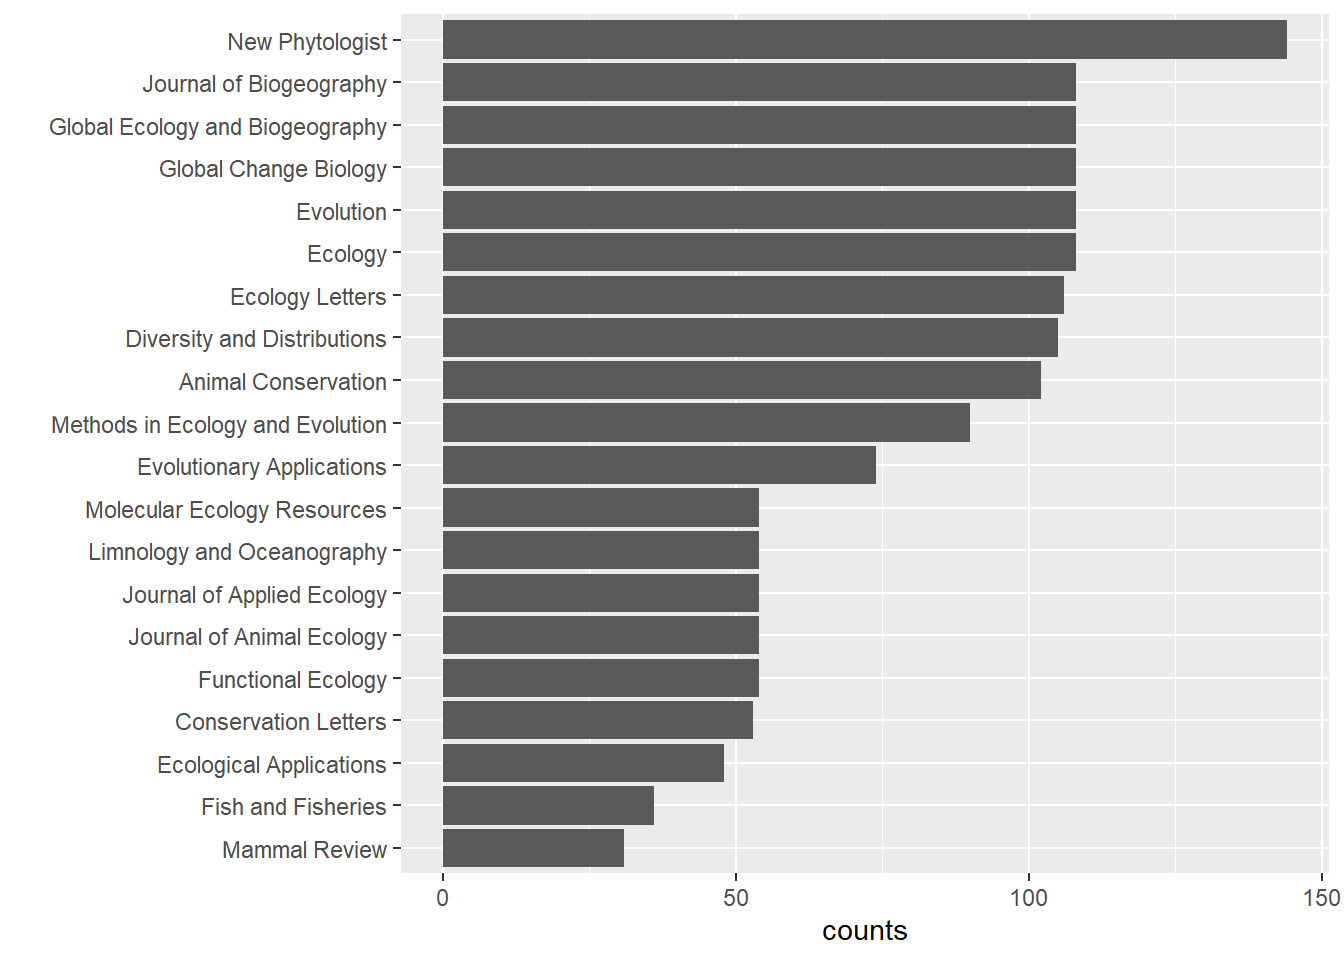 New Phytologist
Journal of Biogeography
Global Ecology and Biogeography
Global Change Biology
Evolution
Ecology
Ecology Letters
Diversity and Distributions
Animal Conservation
Methods in Ecology and Evolution
Evolutionary Applications
Molecular Ecology Resources
Limnology and Oceanography
Journal of Applied Ecology
Journal of Animal Ecology
Functional Ecology
Conservation Letters
Ecological Applications
Fish and Fisheries
Mammal Review
0 50 100 150
counts